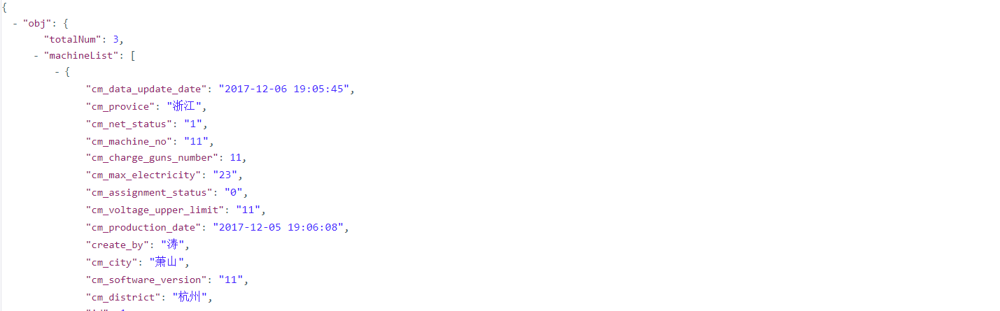 {
- "obj": {
"totalNum": 3,
- "machineList": [
- {
"cm_data_update_date": "2017-12-06 19:05:45",
"cm_provice": "浙江",
"cm_net_status": "1",
"cm_machine_no": "11",
"cm_charge_guns_number": 11,
"cm_max_electricity": "23",
"cm_assignment_status": "0",
"cm_voltage_upper_limit": "11",
"cm_production_date": "2017-12-05 19:06:08",
"create_by": "涛",
"cm_city": "萧山",
"cm_software_version": "11",
"cm_district": "杭州",